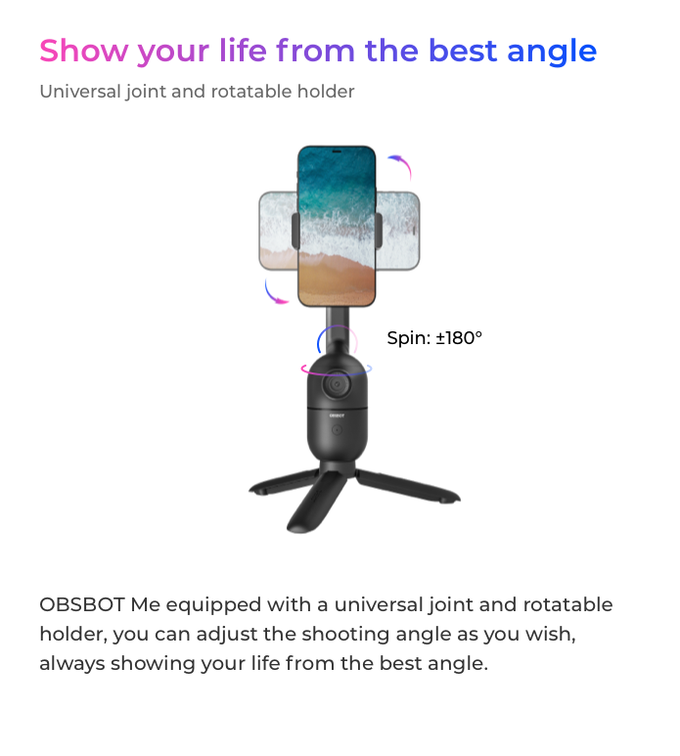 Show your life from the best angle
Universal joint and rotatable holder
Spin: ±180°
OBSBOT
OBSBOT Me equipped with a universal joint and rotatable
holder, you can adjust the shooting angle as you wish,
always showing your life from the best angle.